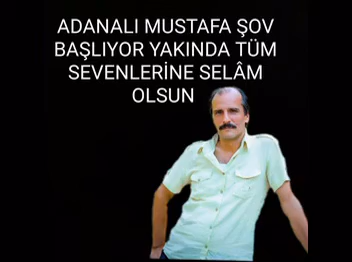 ADANALI MUSTAFA ŞOV
BAŞLIYOR YAKINDA TÜM
SEVENLERİNE SELÂM
OLSUN